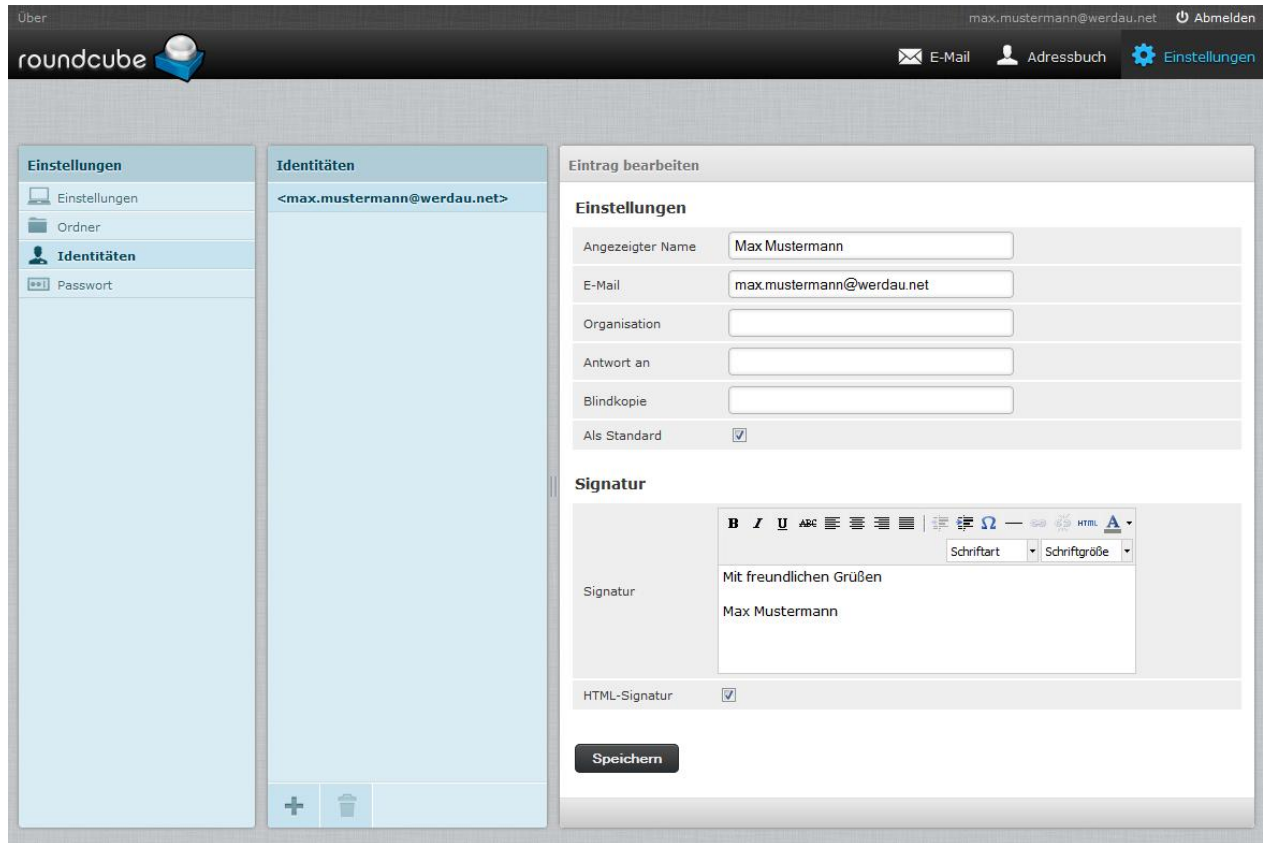 Über max.mustermann@werdau.net Abmelden
roundcube E-Mail Adressbuch Einstellungen
Einstellungen
Einstellungen
Ordner
Identitäten
Passwort
Identitäten
<max.mustermann@werdau.net>
Eintrag bearbeiten
Einstellungen
Angezeigter Name Max Mustermann
E-Mail max.mustermann@werdau.net
Organisation
Antwort an
Blindkopie
Als Standard
Signatur
B I U ABC Ω — HTML A
Schriftart Schriftgröße
Signatur
Mit freundlichen Grüßen
Max Mustermann
HTML-Signatur
Speichern